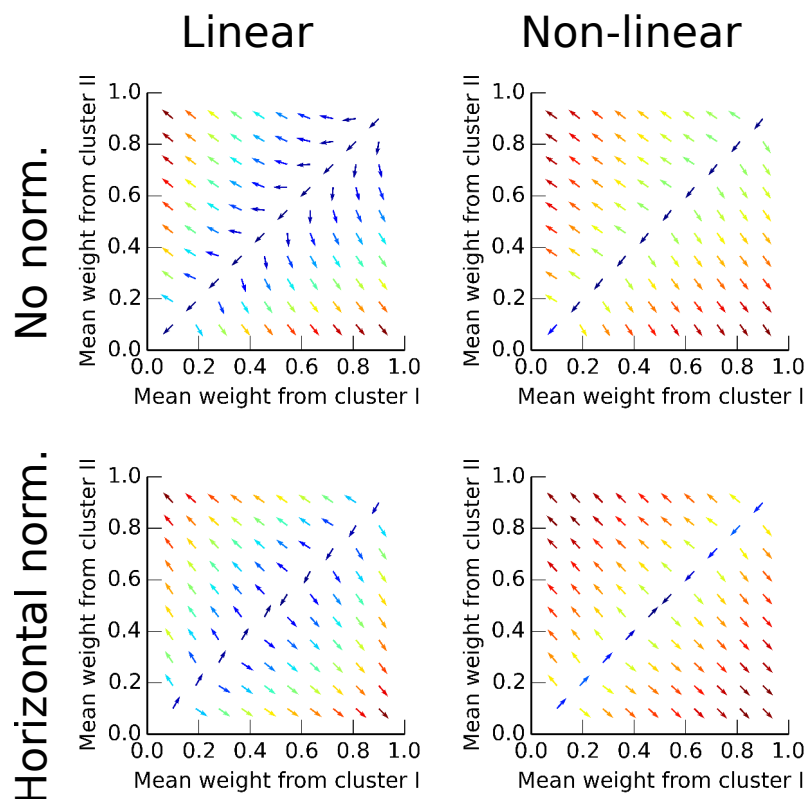 Linear
Non-linear
No norm.
Mean weight from cluster II
1.0
0.8
0.6
0.4
0.2
0.0
0.0 0.2 0.4 0.6 0.8 1.0
Mean weight from cluster I
Mean weight from cluster II
1.0
0.8
0.6
0.4
0.2
0.0
0.0 0.2 0.4 0.6 0.8 1.0
Mean weight from cluster I
Horizontal norm.
Mean weight from cluster II
1.0
0.8
0.6
0.4
0.2
0.0
0.0 0.2 0.4 0.6 0.8 1.0
Mean weight from cluster I
Mean weight from cluster II
1.0
0.8
0.6
0.4
0.2
0.0
0.0 0.2 0.4 0.6 0.8 1.0
Mean weight from cluster I